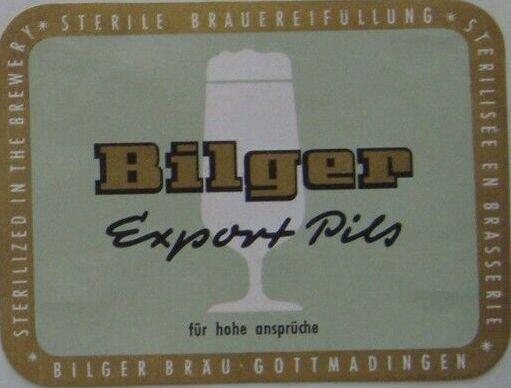 * STERILE BRAUEREIFÜLLUNG *
STERILIZED IN THE BREWERY
STERILISÉE EN BRASSERIE
Bilger
Export Pils
für hohe ansprüche
* BILGER BRÄU · GOTTMADINGEN *